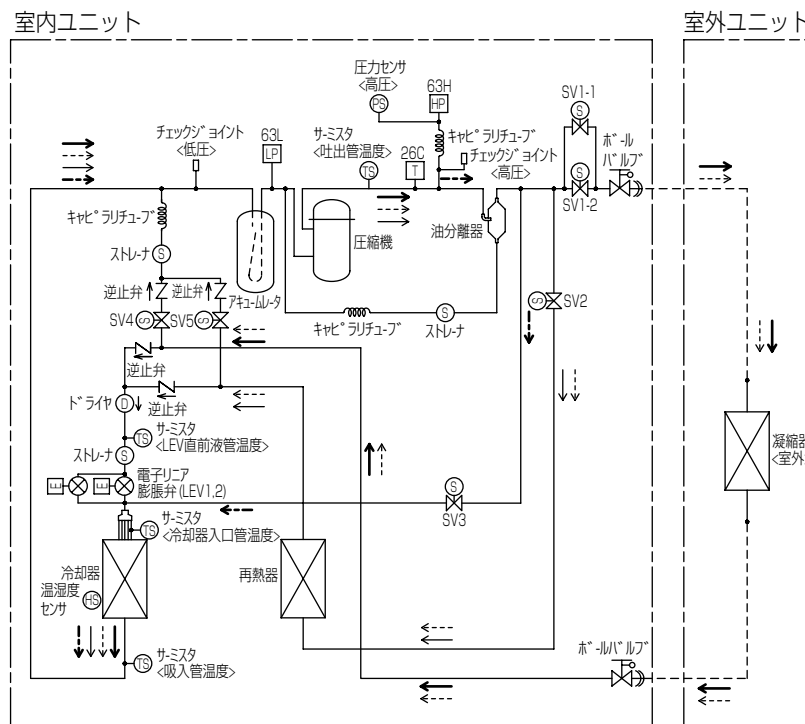 室内ユニット
室外ユニット
圧力センサ
<高圧>
63H
PS
HP
SV1-1
S
チェックジョイント
<低圧>
63L
LP
サーミスタ
<吐出管温度>
TS
26C
T
キャピラリチューブ
チェックジョイント
<高圧>
S
SV1-2
ボール
バルブ
キャピラリチューブ
ストレーナ
S
アキュームレータ
圧縮機
油分離器
逆止弁
逆止弁
SV4
S
SV5
S
キャピラリチューブ
S
ストレーナ
S
SV2
逆止弁
ドライヤ
D
逆止弁
TS
サーミスタ
<LEV直前液管温度>
ストレーナ
S
E
E
電子リニア
膨脹弁(LEV1,2)
S
SV3
凝縮器
<室外
TS
サーミスタ
<冷却器入口管温度>
冷却器
温湿度
センサ
HS
再熱器
TS
サーミスタ
<吸入管温度>
ボールバルブ